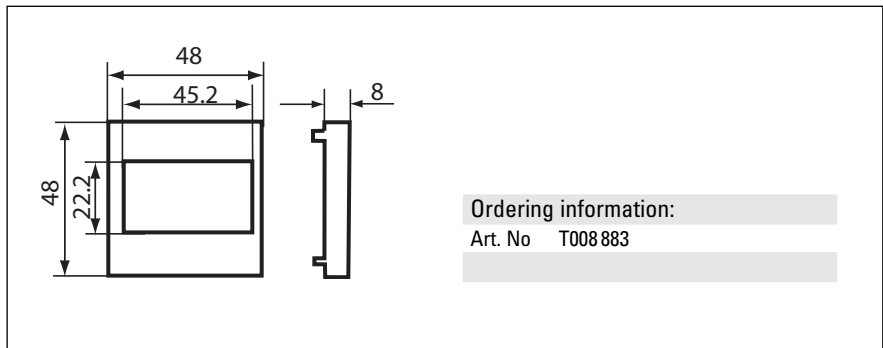 48
45.2
8
48
22.2
Ordering information:
Art. No T008 883